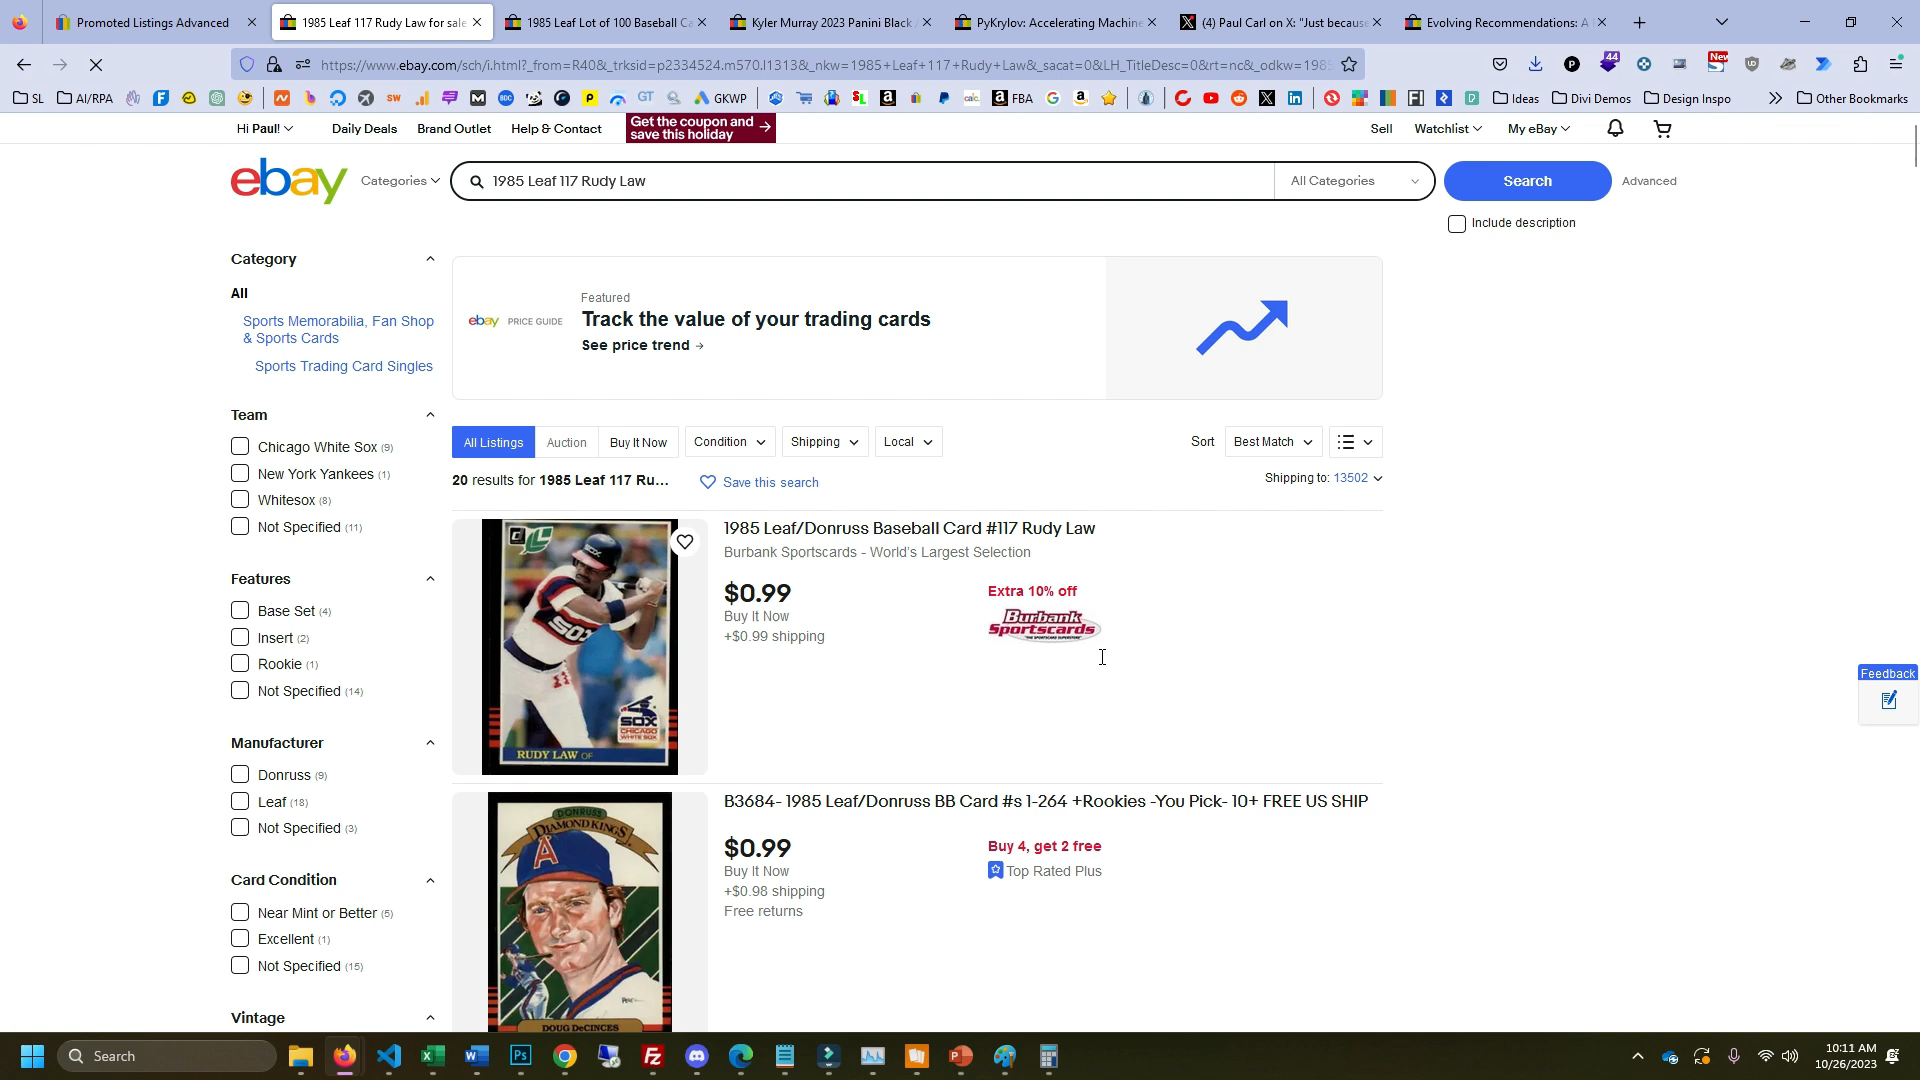 Promoted Listings Advanced
1985 Leaf 117 Rudy Law for sale
1985 Leaf Lot of 100 Baseball Ca
Kyler Murray 2023 Panini Black
PyKrylov: Accelerating Machine
(4) Paul Carl on X: "Just because
Evolving Recommendations: A
https://www.ebay.com/sch/i.html?_from=R40&_trksid=p2334524.m570.l1313&_nkw=1985+Leaf+117+Rudy+Law&_sacat=0&LH_TitleDesc=0&rt=nc&_odkw=198
44
New
SL
AI/RPA
GKWP
FBA
Ideas
Divi Demos
Design Inspo
Other Bookmarks
Hi Paul!
Daily Deals
Brand Outlet
Help & Contact
Get the coupon and
save this holiday
Sell
Watchlist
My eBay
ebay
Categories
1985 Leaf 117 Rudy Law
All Categories
Search
Advanced
Include description
Category
All
Sports Memorabilia, Fan Shop
& Sports Cards
Sports Trading Card Singles
Team
Chicago White Sox (9)
New York Yankees (1)
Whitesox (8)
Not Specified (11)
Features
Base Set (4)
Insert (2)
Rookie (1)
Not Specified (14)
Manufacturer
Donruss (9)
Leaf (18)
Not Specified (3)
Card Condition
Near Mint or Better (5)
Excellent (1)
Not Specified (15)
Vintage
ebay PRICE GUIDE
Featured
Track the value of your trading cards
See price trend →
All Listings
Auction
Buy It Now
Condition
Shipping
Local
Sort
Best Match
20 results for 1985 Leaf 117 Ru...
Save this search
Shipping to: 13502
SOX
SOX
CHICAGO
WHITE SOX
RUDY LAW OF
1985 Leaf/Donruss Baseball Card #117 Rudy Law
Burbank Sportscards - World's Largest Selection
$0.99
Buy It Now
+$0.99 shipping
Extra 10% off
Burbank
Sportscards
DONRUSS
DIAMOND KINGS
A
DOUG DeCINCES
B3684- 1985 Leaf/Donruss BB Card #s 1-264 +Rookies -You Pick- 10+ FREE US SHIP
$0.99
Buy It Now
+$0.98 shipping
Free returns
Buy 4, get 2 free
Top Rated Plus
Feedback
Search
10:11 AM
10/26/2023